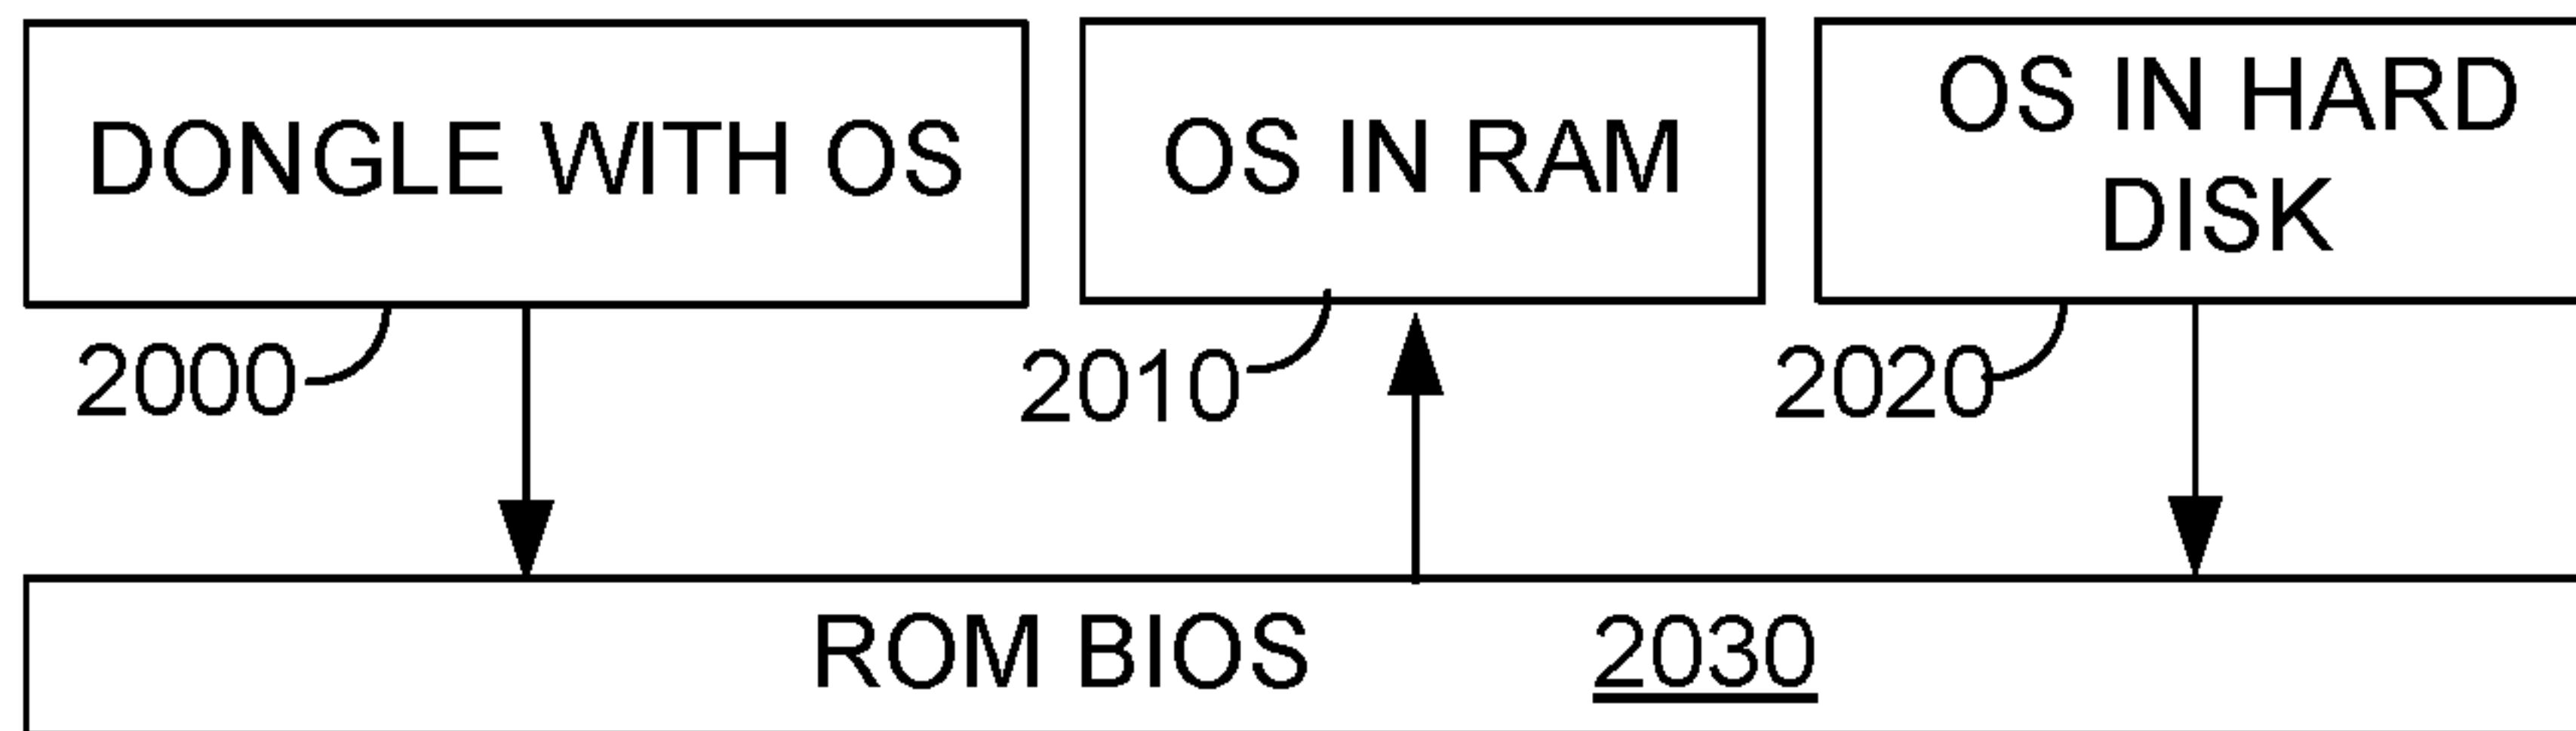 DONGLE WITH OS
OS IN RAM
OS IN HARD
DISK
2000
2010
2020
ROM BIOS 2030